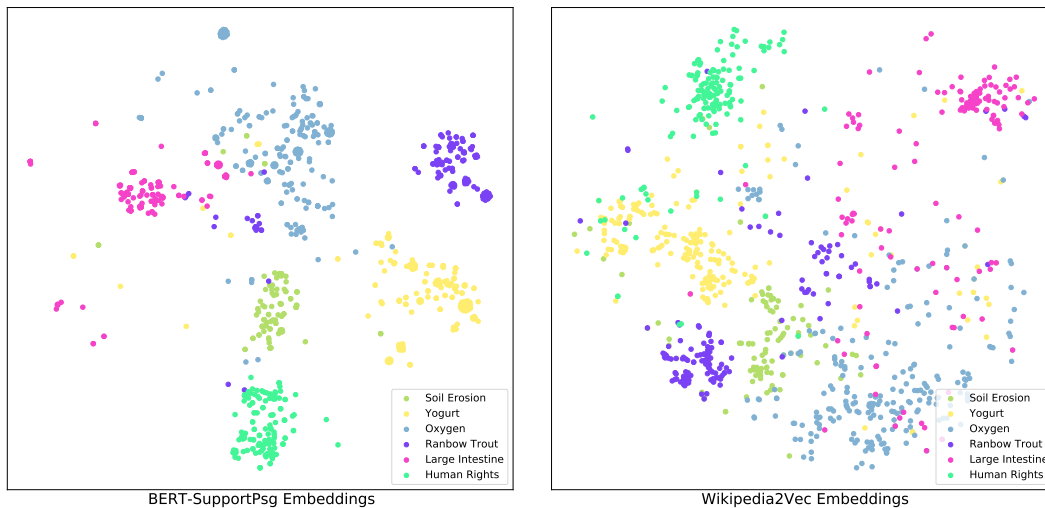 Soil Erosion
Yogurt
Oxygen
Ranbow Trout
Large Intestine
Human Rights
BERT-SupportPsg Embeddings
Soil Erosion
Yogurt
Oxygen
Ranbow Trout
Large Intestine
Human Rights
Wikipedia2Vec Embeddings